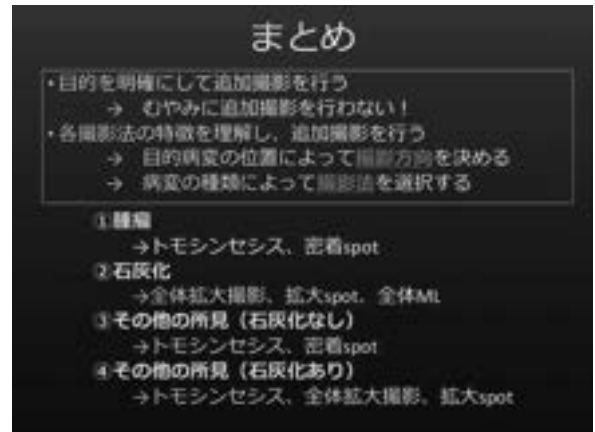 まとめ
・目的を明確にして追加撮影を行う
→ むやみに追加撮影を行わない！
・各撮影法の特徴を理解し、追加撮影を行う
→ 目的病変の位置によって撮影方向を決める
→ 病変の種類によって撮影法を選択する
①腫瘤
→トモシンセシス、密着spot
②石灰化
→全体拡大撮影、拡大spot、全体ML
③その他の所見（石灰化なし）
→トモシンセシス、密着spot
④その他の所見（石灰化あり）
→トモシンセシス、全体拡大撮影、拡大spot